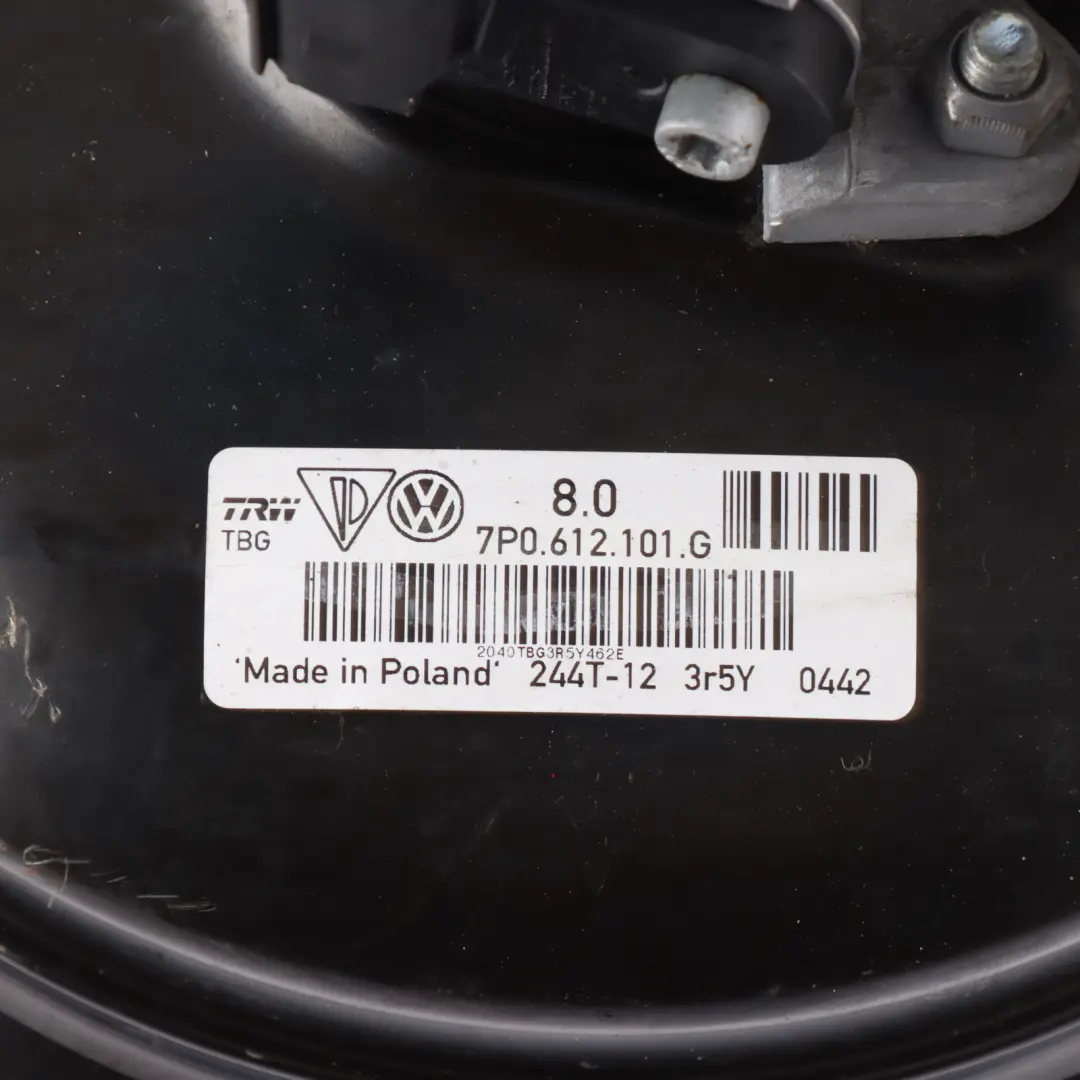 TRW
TBG
8.0
7P0.612.101.G
2040TBG3R5Y462E
'Made in Poland' 244T-12 3r5Y 0442